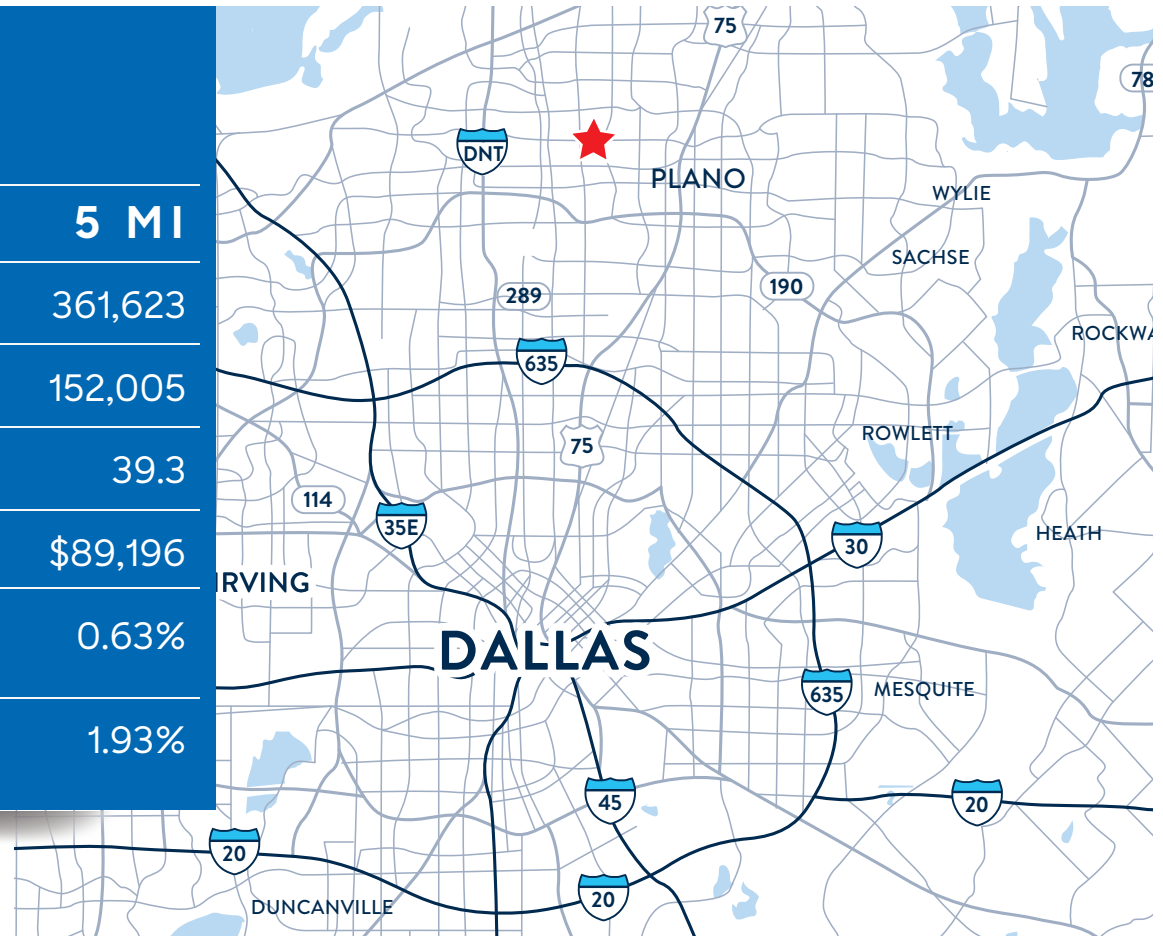 5 MI
361,623
152,005
39.3
$89,196
0.63%
1.93%
75
78
DNT
PLANO
WYLIE
SACHSE
289
190
ROCKWA
635
75
ROWLETT
114
35E
30
HEATH
IRVING
DALLAS
635
MESQUITE
45
20
20
20
DUNCANVILLE